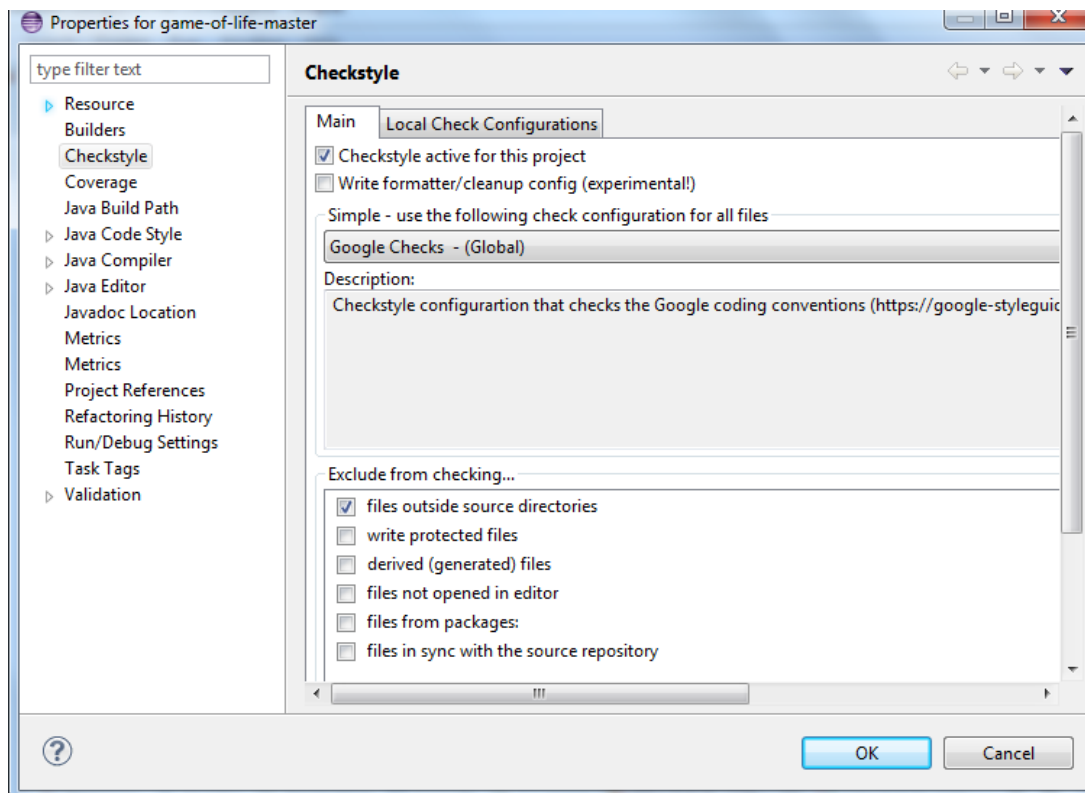 Properties for game-of-life-master
type filter text
Resource
Builders
Checkstyle
Coverage
Java Build Path
Java Code Style
Java Compiler
Java Editor
Javadoc Location
Metrics
Metrics
Project References
Refactoring History
Run/Debug Settings
Task Tags
Validation
Checkstyle
Main
Local Check Configurations
Checkstyle active for this project
Write formatter/cleanup config (experimental!)
Simple - use the following check configuration for all files
Google Checks - (Global)
Description:
Checkstyle configurartion that checks the Google coding conventions (https://google-styleguic
Exclude from checking...
files outside source directories
write protected files
derived (generated) files
files not opened in editor
files from packages:
files in sync with the source repository
?
OK
Cancel